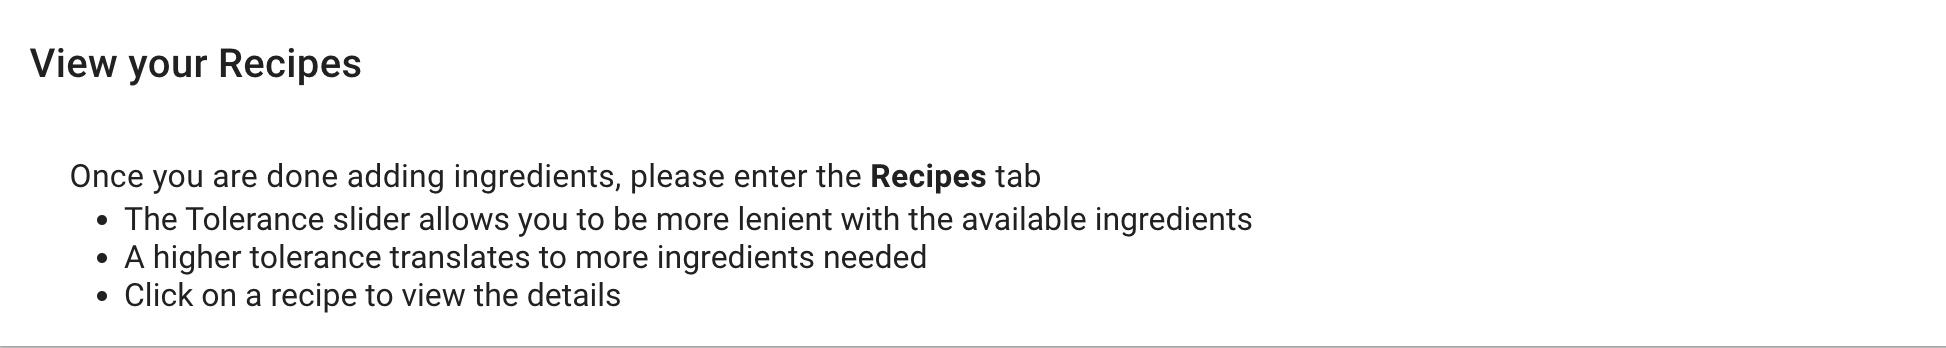 View your Recipes
Once you are done adding ingredients, please enter the Recipes tab
• The Tolerance slider allows you to be more lenient with the available ingredients
• A higher tolerance translates to more ingredients needed
• Click on a recipe to view the details